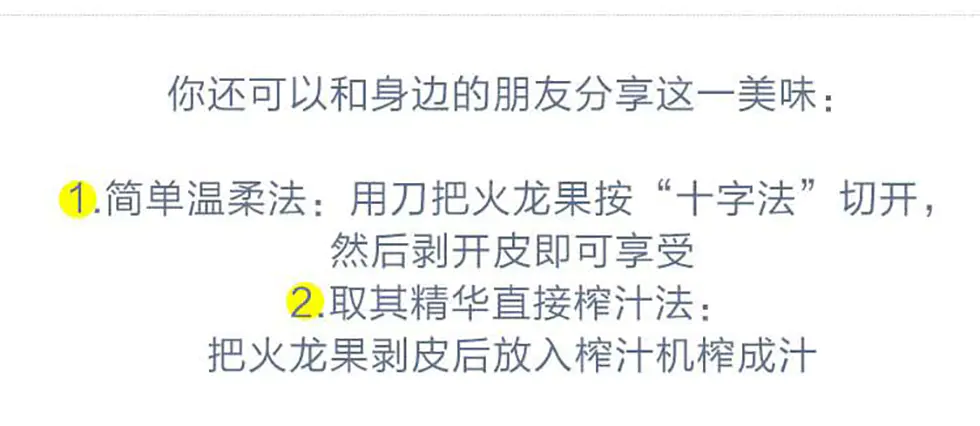 你还可以和身边的朋友分享这一美味：
1.简单温柔法：用刀把火龙果按“十字法”切开，
然后剥开皮即可享受
2.取其精华直接榨汁法：
把火龙果剥皮后放入榨汁机榨成汁